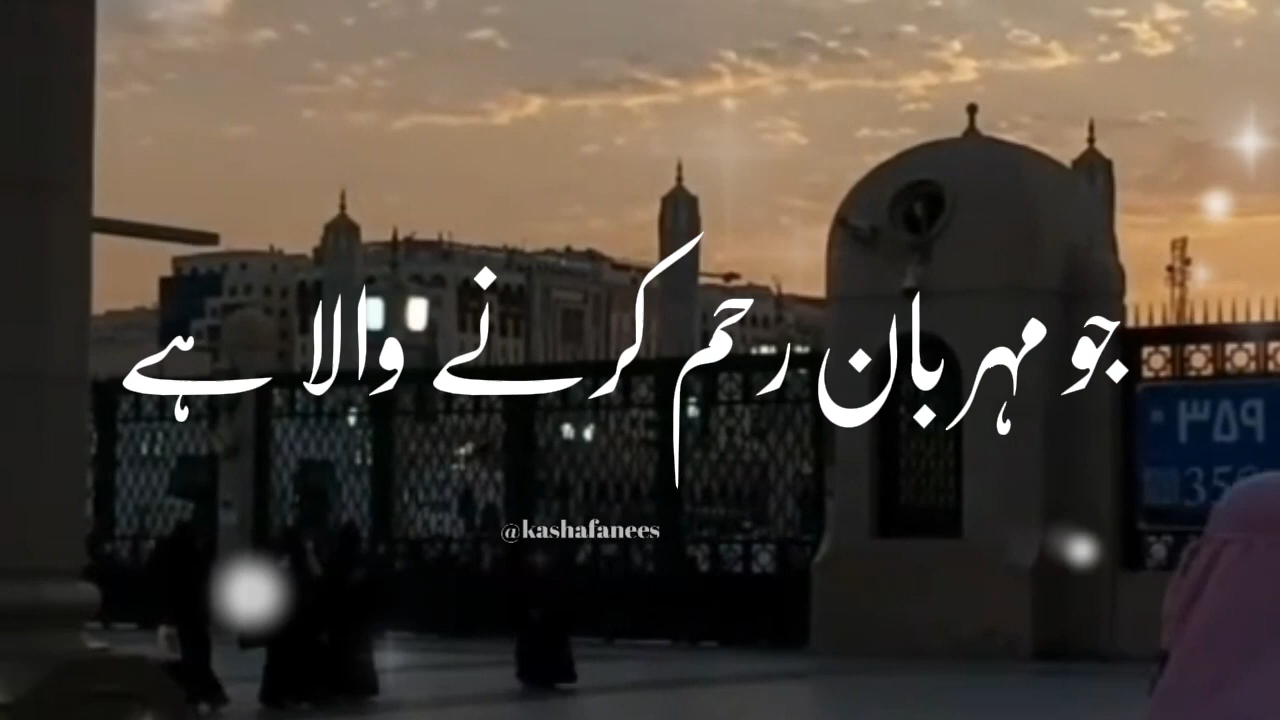 جو مہربان رحم کرنے والا ہے
@kashafanees
٣٥٩